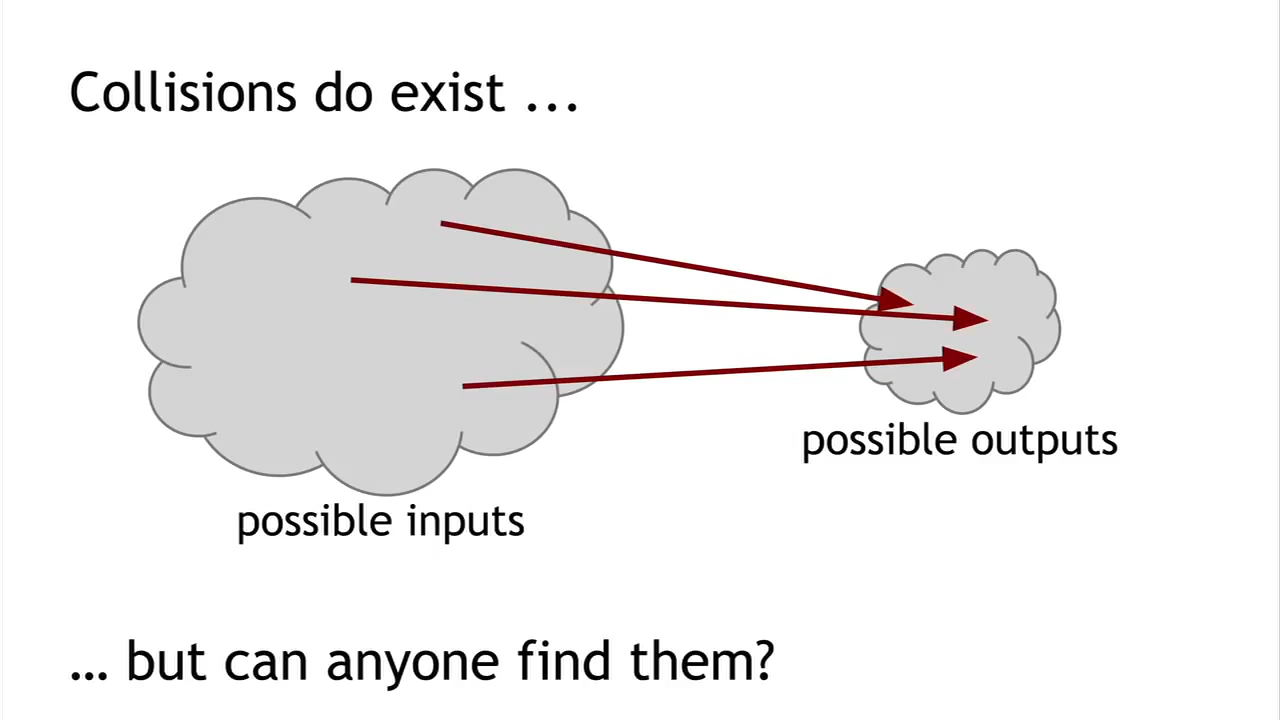 Collisions do exist ...
possible outputs
possible inputs
… but can anyone find them?